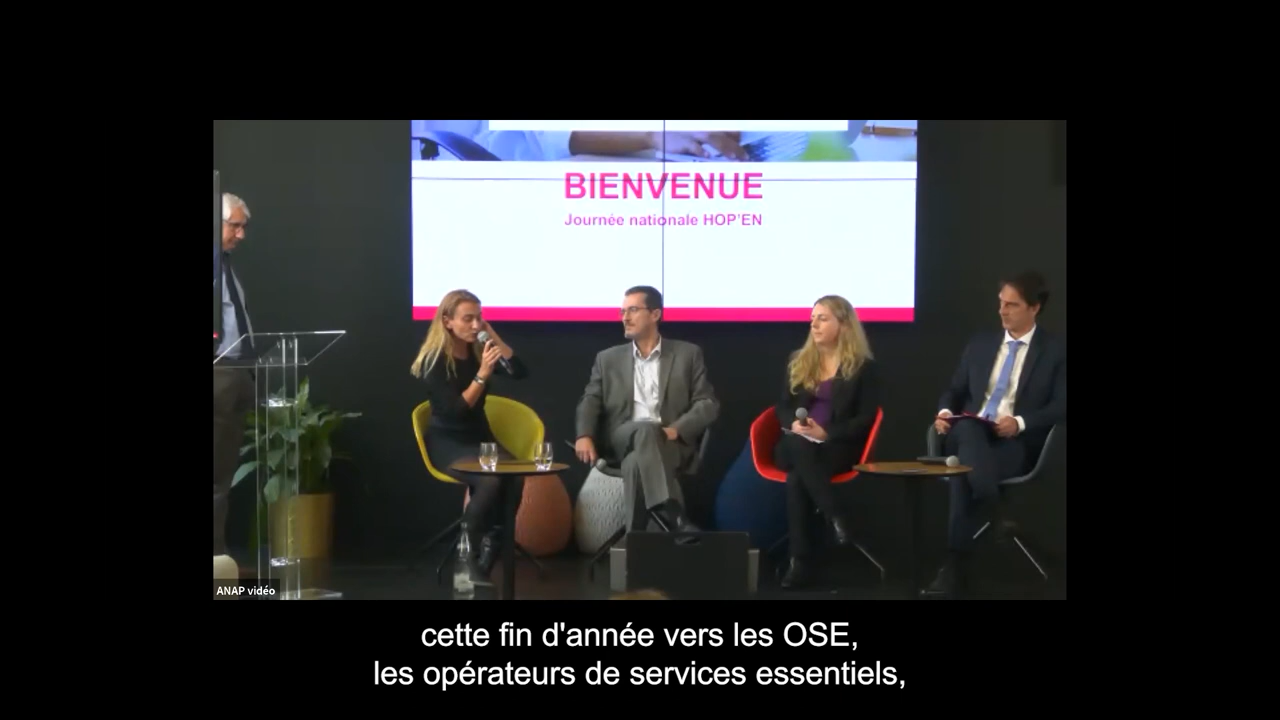 BIENVENUE
Journée nationale HOP'EN
ANAP vidéo
cette fin d'année vers les OSE,
les opérateurs de services essentiels,